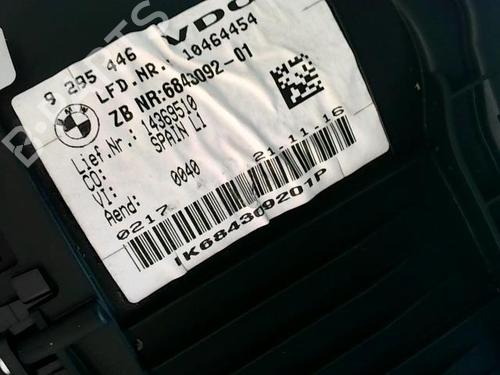 VDO
9 295 446
LFD.NR.: 10464454
ZB NR:6843092-01
Lief.Nr.: 14369510
CO: SPAIN L1
VI:
Aend: 0040
0217 21.11.16
1K684309201P